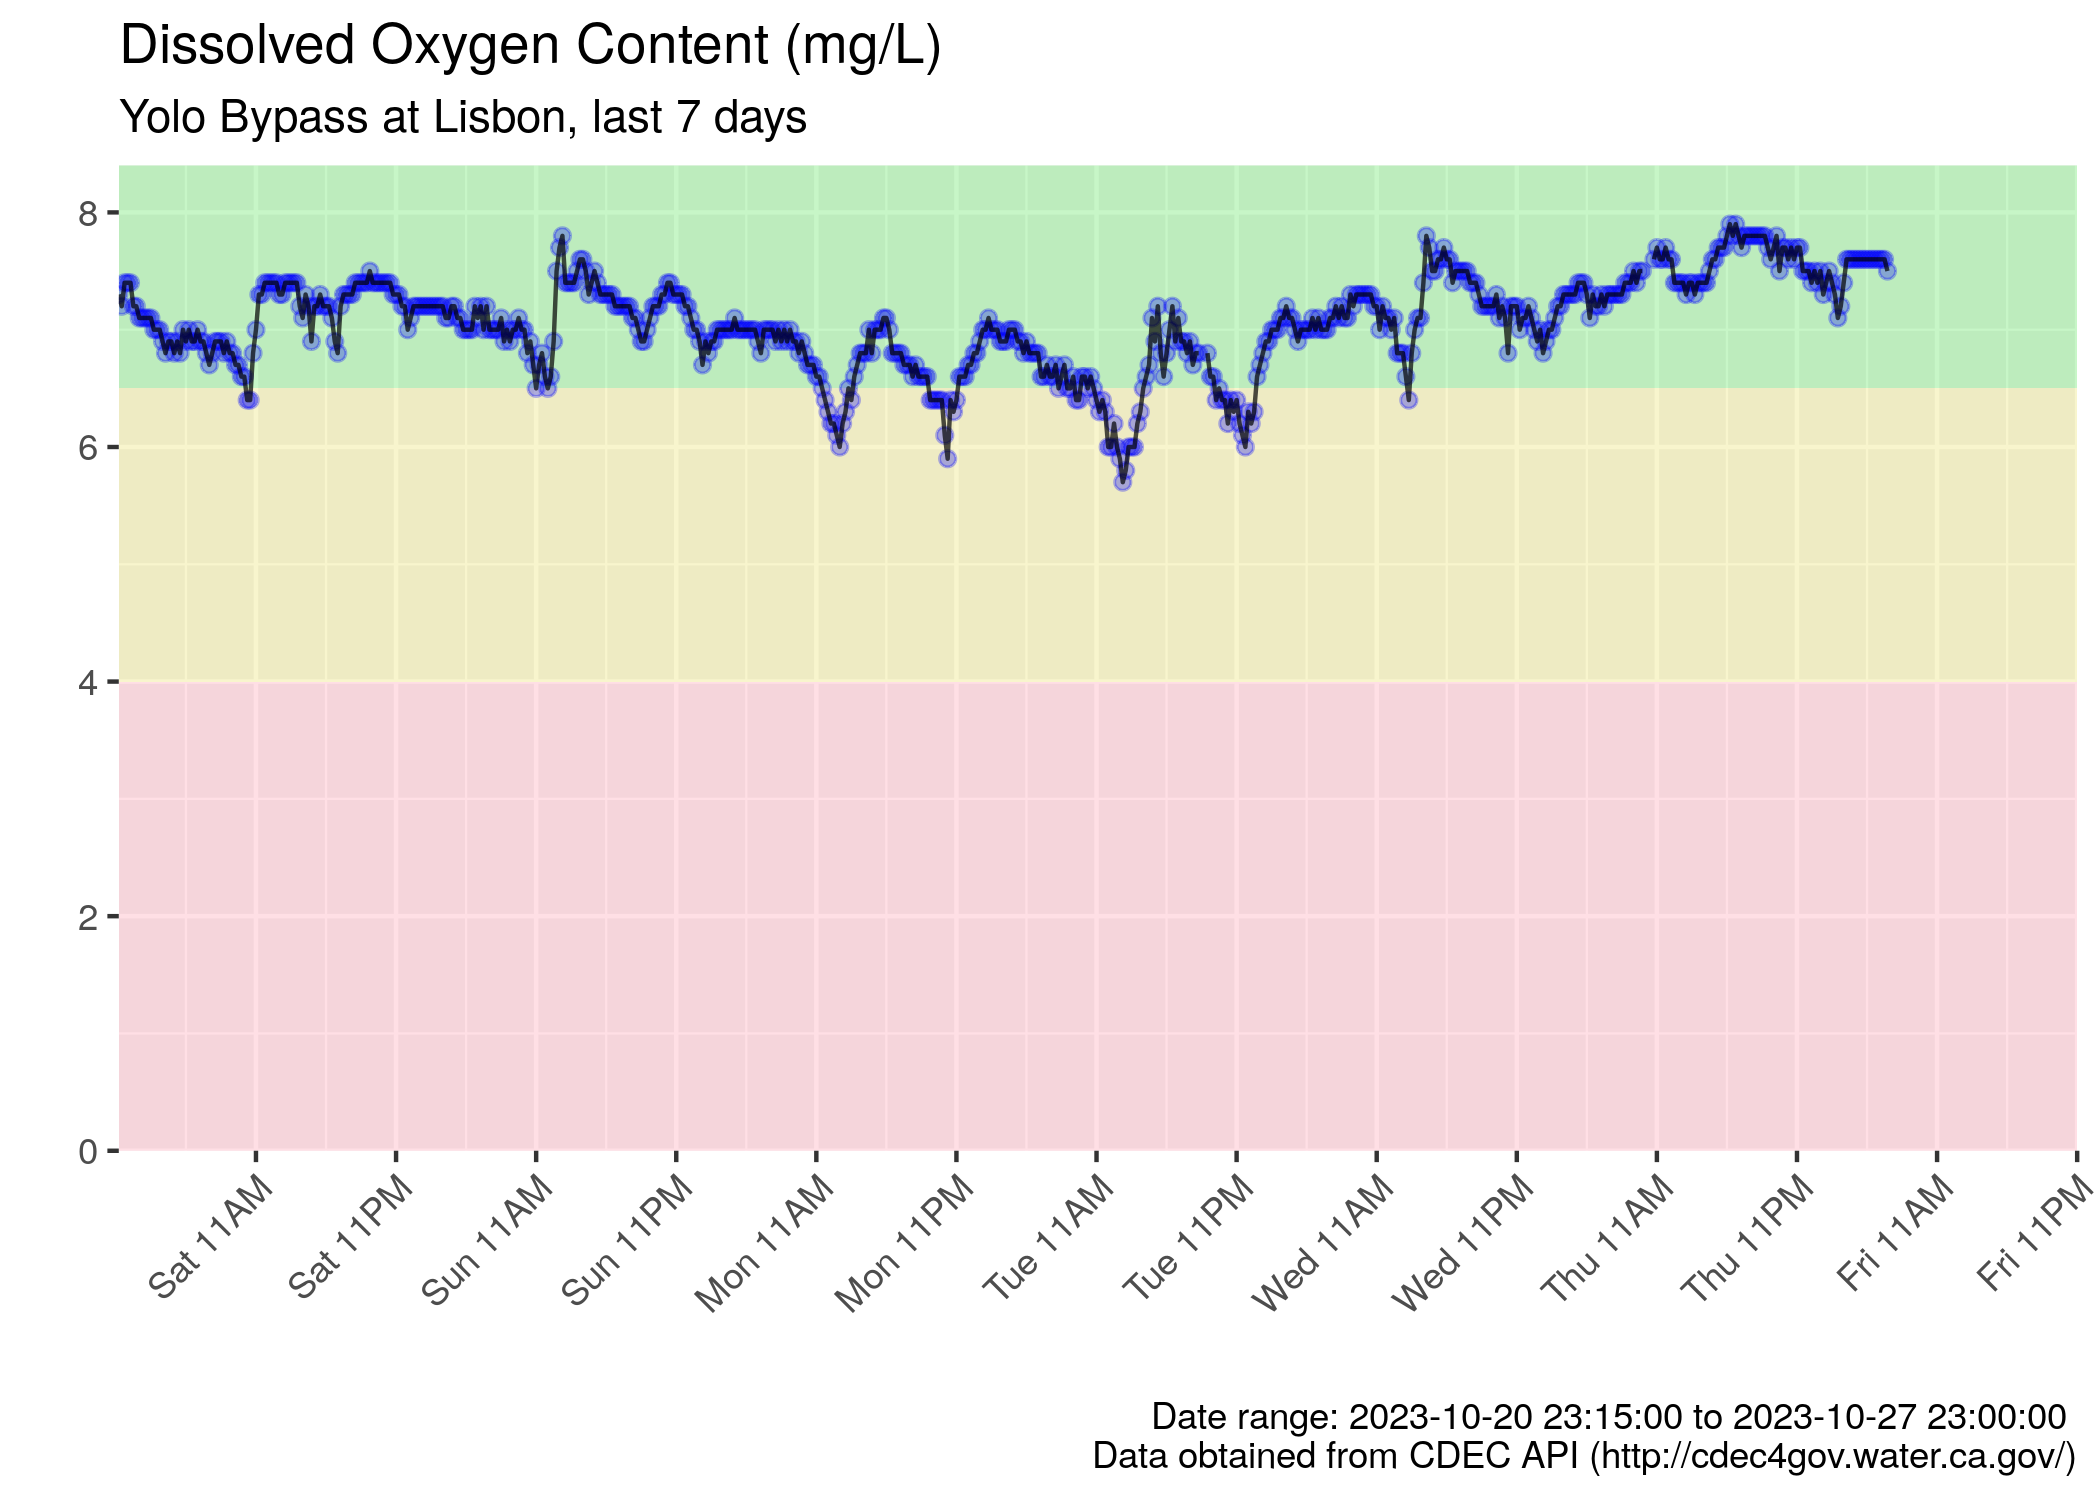 Dissolved Oxygen Content (mg/L)
Yolo Bypass at Lisbon, last 7 days
8
6
4
2
0
Sat 11AM
Sat 11PM
Sun 11AM
Sun 11PM
Mon 11AM
Mon 11PM
Tue 11AM
Tue 11PM
Wed 11AM
Wed 11PM
Thu 11AM
Thu 11PM
Fri 11AM
Fri 11PM
Date range: 2023-10-20 23:15:00 to 2023-10-27 23:00:00
Data obtained from CDEC API (http://cdec4gov.water.ca.gov/)